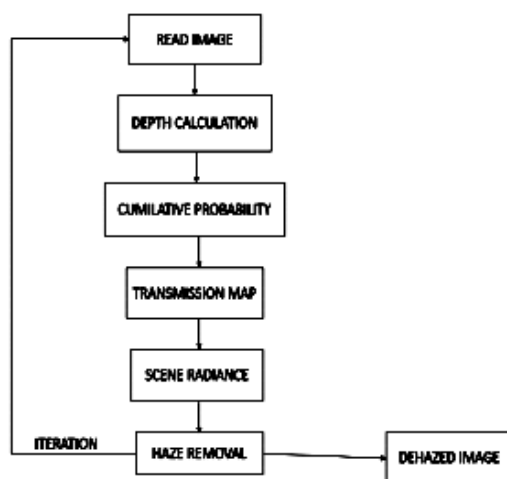 READ IMAGE
DEPTH CALCULATION
CUMILATIVE PROBABILITY
TRANSMISSION MAP
SCENE RADIANCE
ITERATION
HAZE REMOVAL
DEHAZED IMAGE